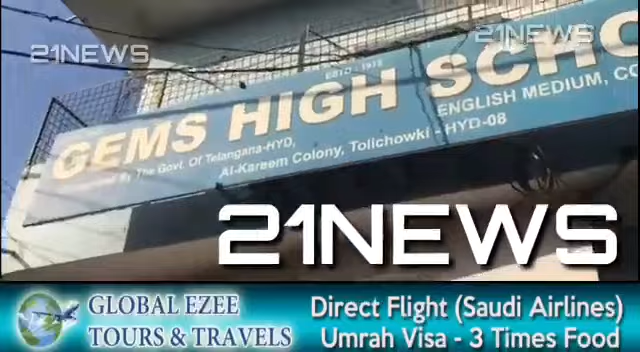 21NEWS
21NEWS
ESTD - 1978
GEMS HIGH SCHO
By The Govt. Of Telangana-HYD,
ENGLISH MEDIUM, CO
Al-Kareem Colony, Tolichowki - HYD-08
21NEWS
GLOBAL EZEE
TOURS & TRAVELS
Direct Flight (Saudi Airlines)
Umrah Visa - 3 Times Food